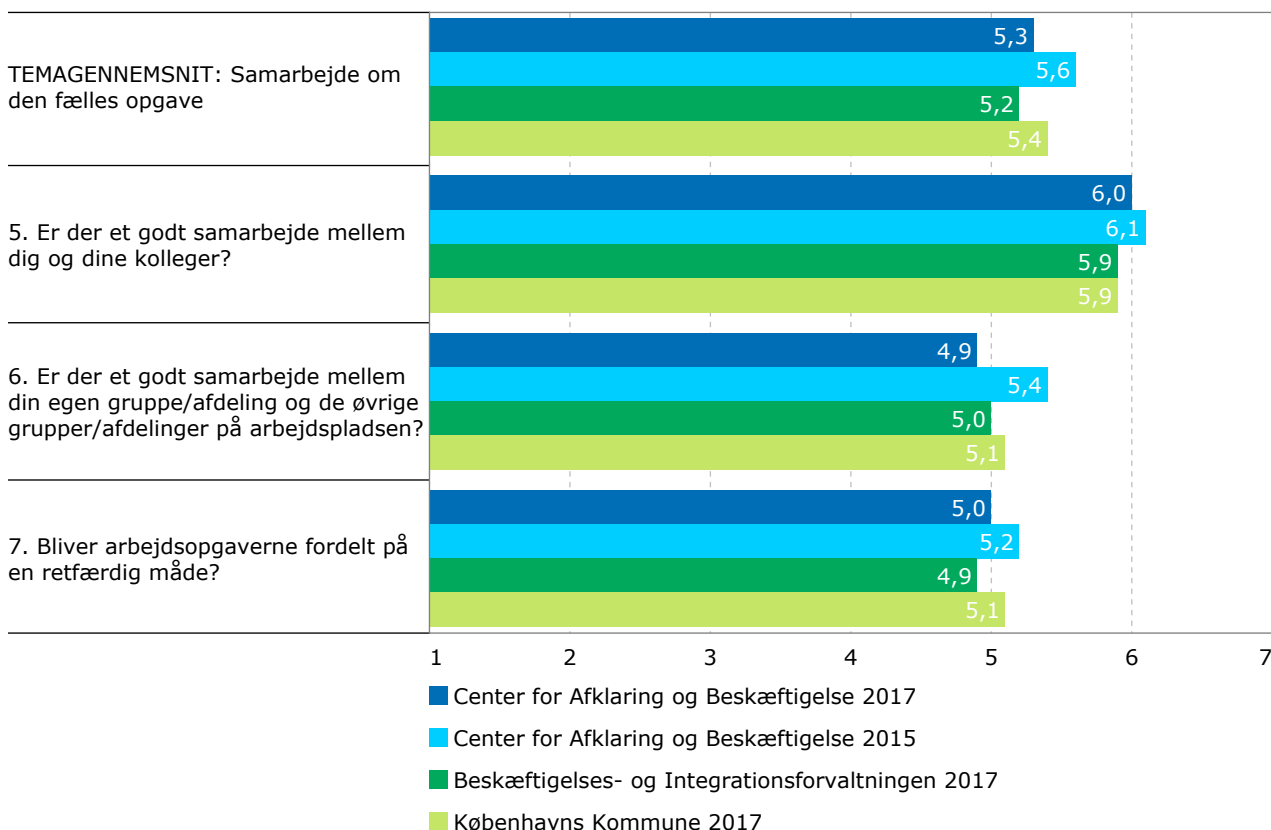 TEMAGENNEMSNIT: Samarbejde om
den fælles opgave
5,3
5,6
5,2
5,4
5. Er der et godt samarbejde mellem
dig og dine kolleger?
6,0
6,1
5,9
5,9
6. Er der et godt samarbejde mellem
din egen gruppe/afdeling og de øvrige
grupper/afdelinger på arbejdspladsen?
4,9
5,4
5,0
5,1
7. Bliver arbejdsopgaverne fordelt på
en retfærdig måde?
5,0
5,2
4,9
5,1
1 2 3 4 5 6 7
Center for Afklaring og Beskæftigelse 2017
Center for Afklaring og Beskæftigelse 2015
Beskæftigelses- og Integrationsforvaltningen 2017
Københavns Kommune 2017